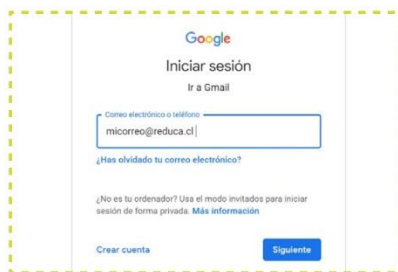 Google
Iniciar sesión
Ir a Gmail
Correo electrónico o teléfono
micorreo@reduca.cl
¿Has olvidado tu correo electrónico?
¿No es tu ordenador? Usa el modo invitados para iniciar
sesión de forma privada. Más información
Crear cuenta Siguiente